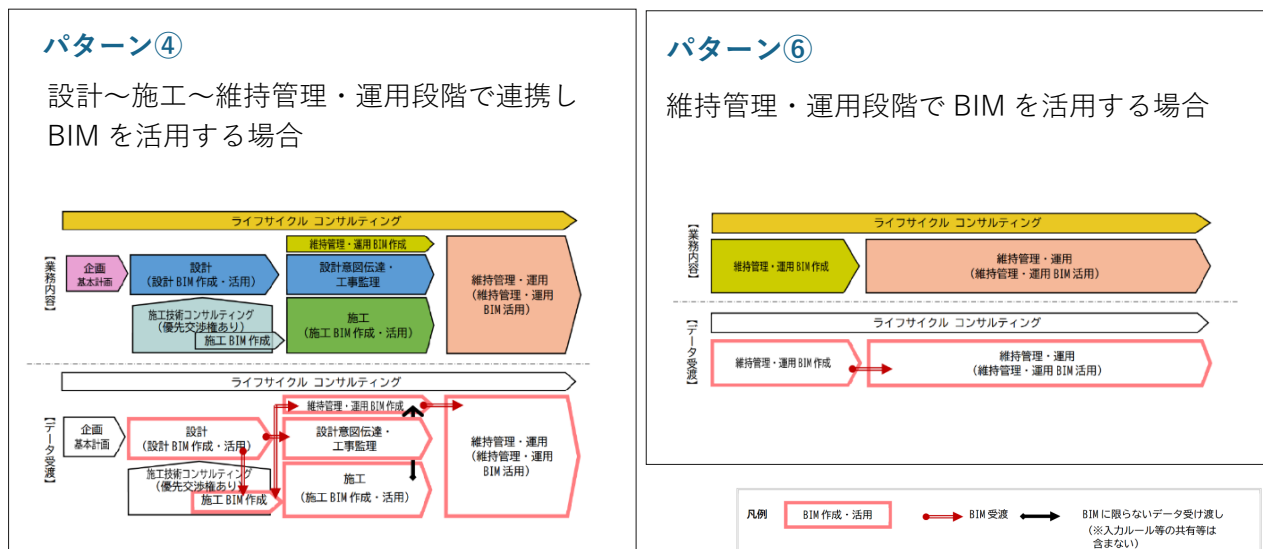 パターン④
設計～施工～維持管理・運用段階で連携し
BIM を活用する場合
【業務内容】
ライフサイクル コンサルティング
維持管理・運用 BIM 作成
企画
基本計画
設計
(設計 BIM 作成・活用)
設計意図伝達・
工事監理
維持管理・運用
(維持管理・運用
BIM 活用)
施工技術コンサルティング
(優先交渉権あり)
施工 BIM 作成
施工
(施工 BIM 作成・活用)
【データ受渡】
ライフサイクル コンサルティング
維持管理・運用 BIM 作成
企画
基本計画
設計
(設計 BIM 作成・活用)
設計意図伝達・
工事監理
維持管理・運用
(維持管理・運用
BIM 活用)
施工技術コンサルティング
(優先交渉権あり)
施工 BIM 作成
施工
(施工 BIM 作成・活用)
パターン⑥
維持管理・運用段階で BIM を活用する場合
【業務内容】
ライフサイクル コンサルティング
維持管理・運用 BIM 作成
維持管理・運用
(維持管理・運用 BIM 活用)
【データ受渡】
ライフサイクル コンサルティング
維持管理・運用 BIM 作成
維持管理・運用
(維持管理・運用 BIM 活用)
凡例
BIM 作成・活用
BIM 受渡
BIM に限らないデータ受け渡し
(※入力ルール等の共有等は
含まない)